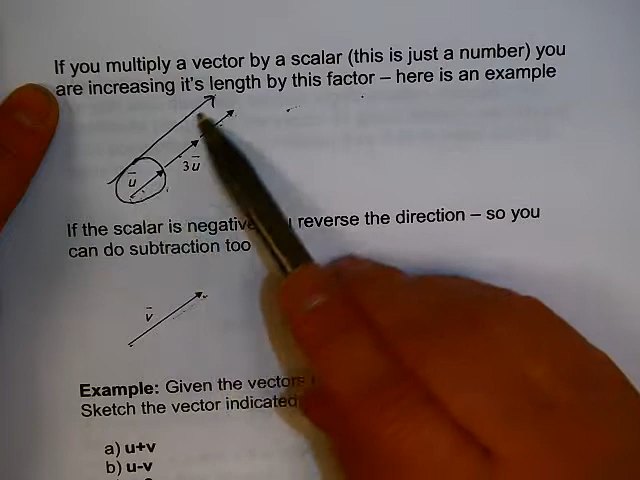 If you multiply a vector by a scalar (this is just a number) you
are increasing it's length by this factor – here is an example
u
3u
If the scalar is negative reverse the direction – so you
can do subtraction too
v
Example: Given the vectors
Sketch the vector indicated
a) u+v
b) u-v